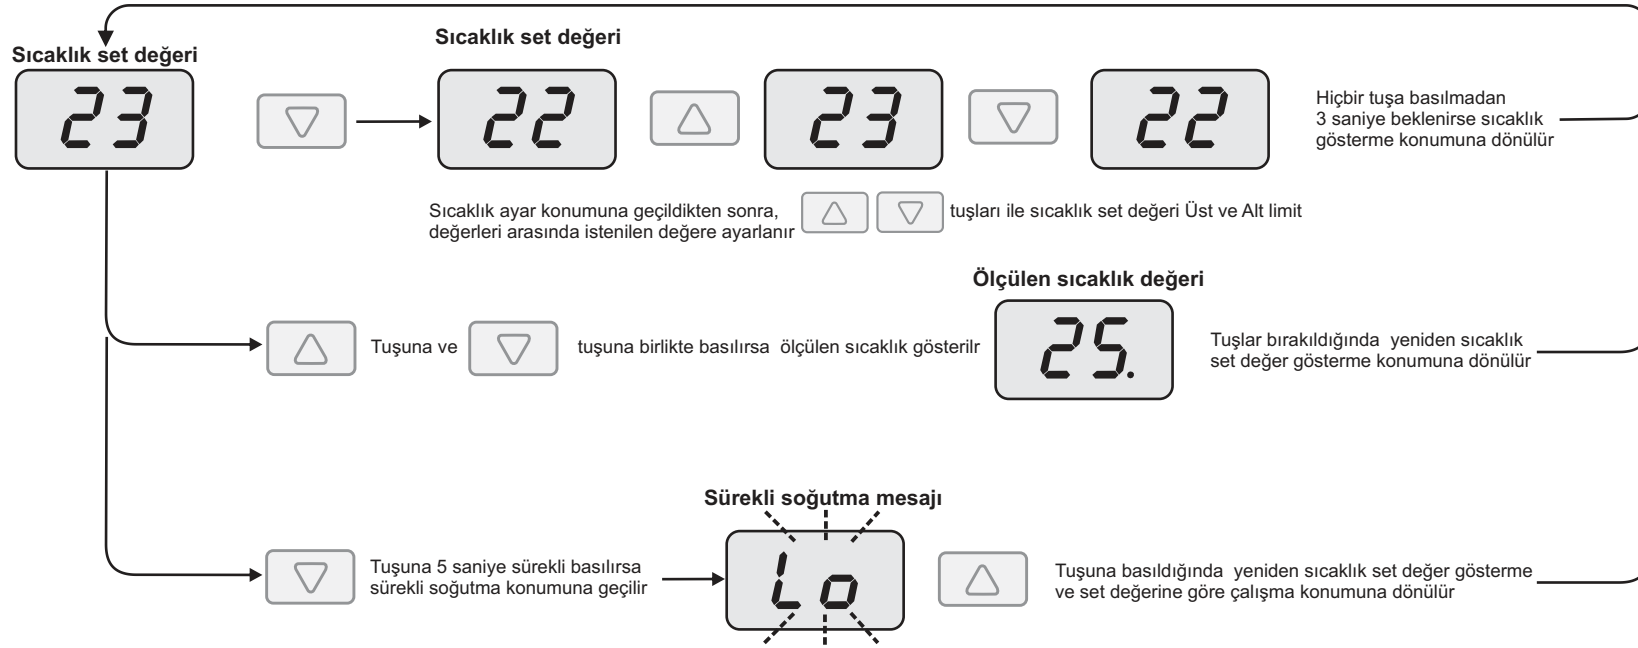 Sıcaklık set değeri
23
Sıcaklık set değeri
22
23
22
Hiçbir tuşa basılmadan
3 saniye beklenirse sıcaklık
gösterme konumuna dönülür
Sıcaklık ayar konumuna geçildikten sonra, tuşları ile sıcaklık set değeri Üst ve Alt limit
değerleri arasında istenilen değere ayarlanır
Ölçülen sıcaklık değeri
Tuşuna ve tuşuna birlikte basılırsa ölçülen sıcaklık gösterilr
25.
Tuşlar bırakıldığında yeniden sıcaklık
set değer gösterme konumuna dönülür
Sürekli soğutma mesajı
Tuşuna 5 saniye sürekli basılırsa
sürekli soğutma konumuna geçilir
Lo
Tuşuna basıldığında yeniden sıcaklık set değer gösterme
ve set değerine göre çalışma konumuna dönülür